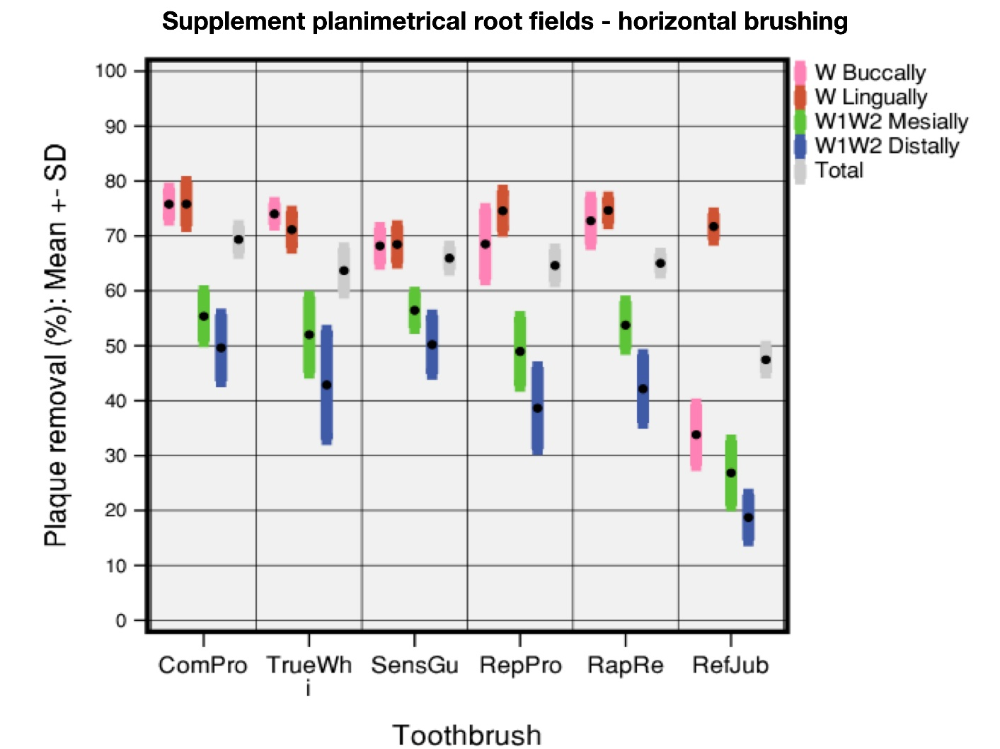 Supplement planimetrical root fields - horizontal brushing
W Buccally
W Lingually
W1W2 Mesially
W1W2 Distally
Total
Plaque removal (%): Mean +- SD
100
90
80
70
60
50
40
30
20
10
0
ComPro TrueWh SensGu RepPro RapRe RefJub
i
Toothbrush